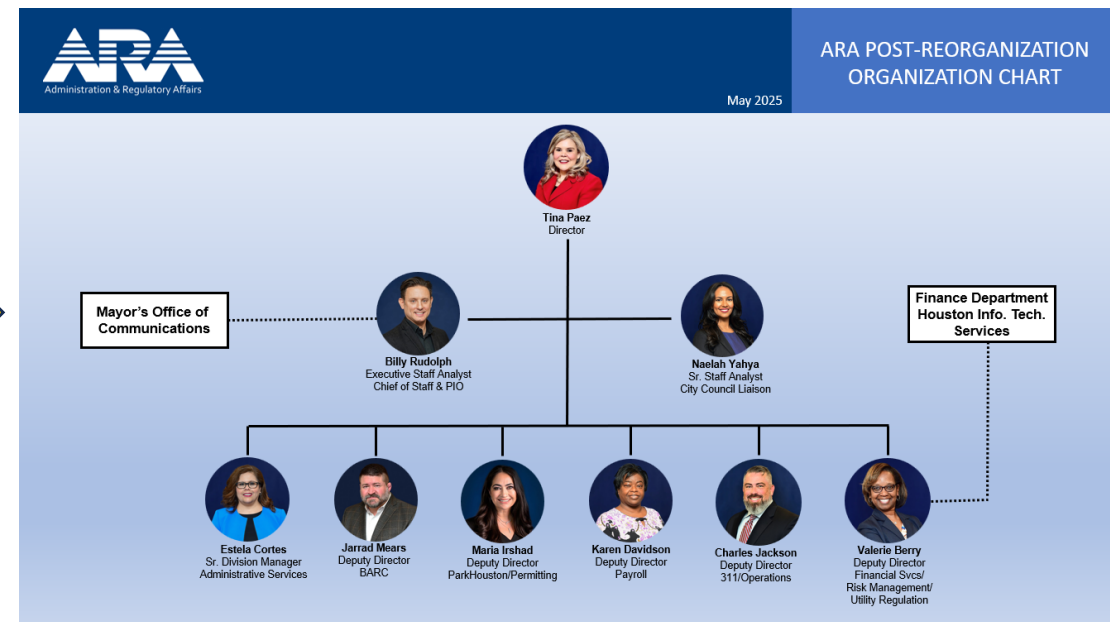 ARA
Administration & Regulatory Affairs
May 2025
ARA POST-REORGANIZATION
ORGANIZATION CHART
Tina Paez
Director
Mayor's Office of
Communications
Billy Rudolph
Executive Staff Analyst
Chief of Staff & PIO
Naelah Yahya
Sr. Staff Analyst
City Council Liaison
Finance Department
Houston Info. Tech.
Services
Estela Cortes
Sr. Division Manager
Administrative Services
Jarrad Mears
Deputy Director
BARC
Maria Irshad
Deputy Director
ParkHouston/Permitting
Karen Davidson
Deputy Director
Payroll
Charles Jackson
Deputy Director
311/Operations
Valerie Berry
Deputy Director
Financial Svcs/
Risk Management/
Utility Regulation